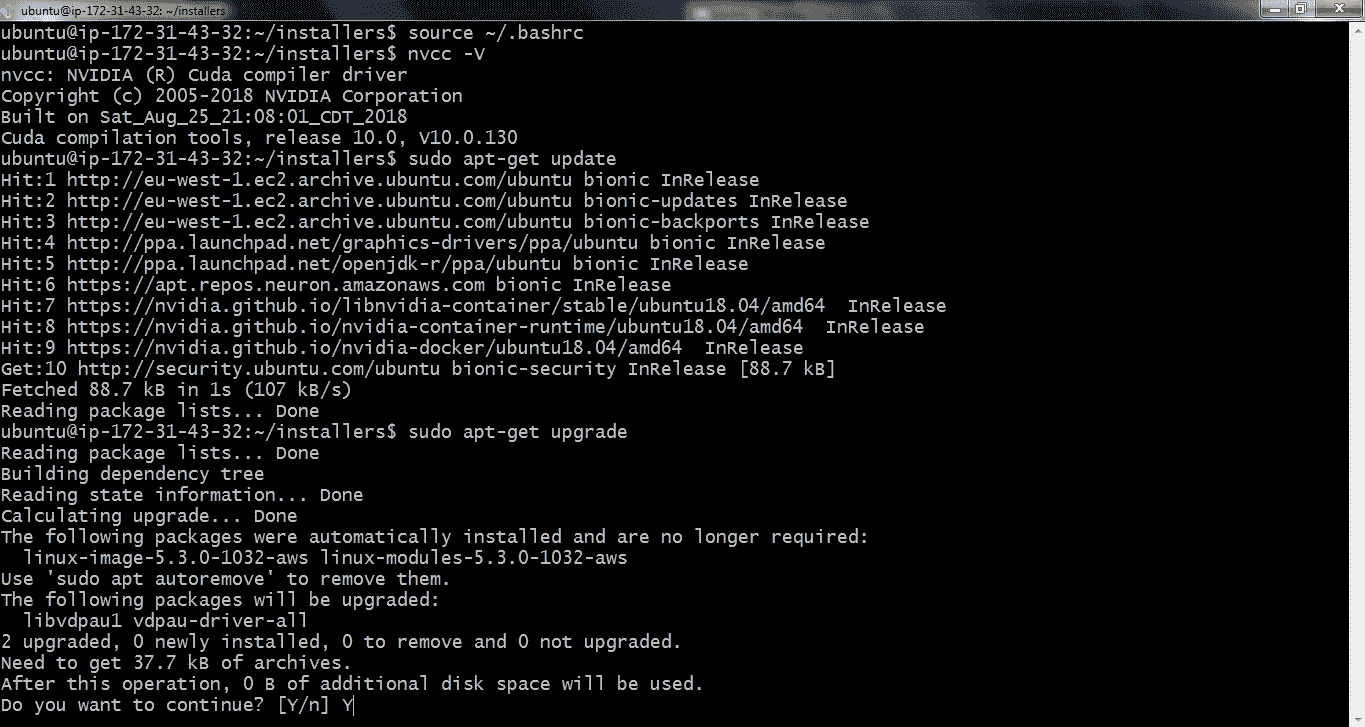 ubuntu@ip-172-31-43-32: ~/installers
ubuntu@ip-172-31-43-32:~/installers$ source ~/.bashrc
ubuntu@ip-172-31-43-32:~/installers$ nvcc -V
nvcc: NVIDIA (R) Cuda compiler driver
Copyright (c) 2005-2018 NVIDIA Corporation
Built on Sat_Aug_25_21:08:01_CDT_2018
Cuda compilation tools, release 10.0, V10.0.130
ubuntu@ip-172-31-43-32:~/installers$ sudo apt-get update
Hit:1 http://eu-west-1.ec2.archive.ubuntu.com/ubuntu bionic InRelease
Hit:2 http://eu-west-1.ec2.archive.ubuntu.com/ubuntu bionic-updates InRelease
Hit:3 http://eu-west-1.ec2.archive.ubuntu.com/ubuntu bionic-backports InRelease
Hit:4 http://ppa.launchpad.net/graphics-drivers/ppa/ubuntu bionic InRelease
Hit:5 http://ppa.launchpad.net/openjdk-r/ppa/ubuntu bionic InRelease
Hit:6 https://apt.repos.neuron.amazonaws.com bionic InRelease
Hit:7 https://nvidia.github.io/libnvidia-container/stable/ubuntu18.04/amd64  InRelease
Hit:8 https://nvidia.github.io/nvidia-container-runtime/ubuntu18.04/amd64  InRelease
Hit:9 https://nvidia.github.io/nvidia-docker/ubuntu18.04/amd64  InRelease
Get:10 http://security.ubuntu.com/ubuntu bionic-security InRelease [88.7 kB]
Fetched 88.7 kB in 1s (107 kB/s)
Reading package lists... Done
ubuntu@ip-172-31-43-32:~/installers$ sudo apt-get upgrade
Reading package lists... Done
Building dependency tree
Reading state information... Done
Calculating upgrade... Done
The following packages were automatically installed and are no longer required:
  linux-image-5.3.0-1032-aws linux-modules-5.3.0-1032-aws
Use 'sudo apt autoremove' to remove them.
The following packages will be upgraded:
  libvdpau1 vdpau-driver-all
2 upgraded, 0 newly installed, 0 to remove and 0 not upgraded.
Need to get 37.7 kB of archives.
After this operation, 0 B of additional disk space will be used.
Do you want to continue? [Y/n] Y